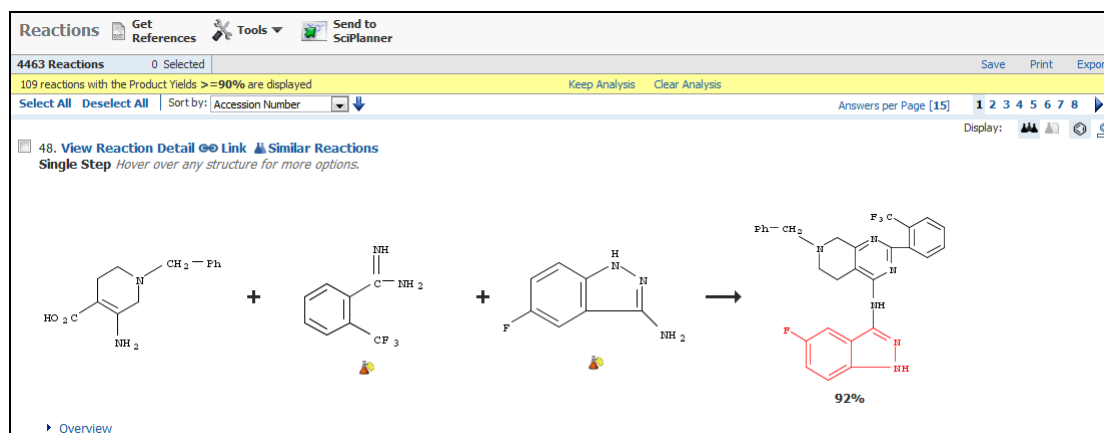 Reactions Get References Tools Send to SciPlanner
4463 Reactions 0 Selected Save Print Expor
109 reactions with the Product Yields >=90% are displayed Keep Analysis Clear Analysis
Select All Deselect All Sort by: Accession Number Answers per Page [15] 1 2 3 4 5 6 7 8
Display:
48. View Reaction Detail Link Similar Reactions
Single Step Hover over any structure for more options.
N CH2 Ph
HO2C
NH2
+
NH
C NH2
CF3
+
H
N
N
F
NH2
F3C
Ph CH2
N
N
N
NH
F
N
NH
92%
Overview